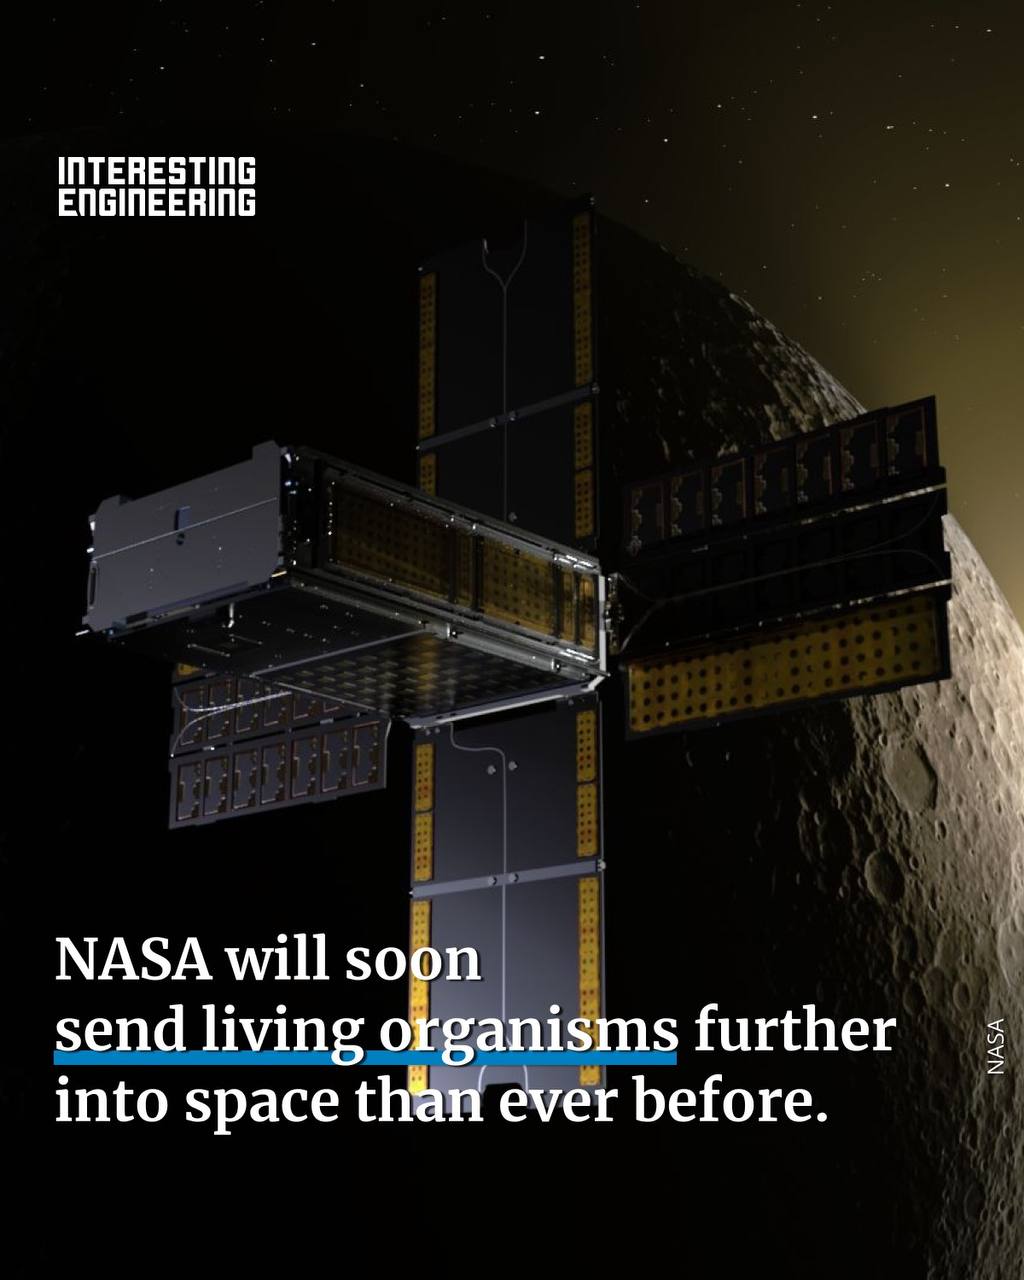 INTERESTING
ENGINEERING
NASA will soon
send living organisms further
into space than ever before.
NASA